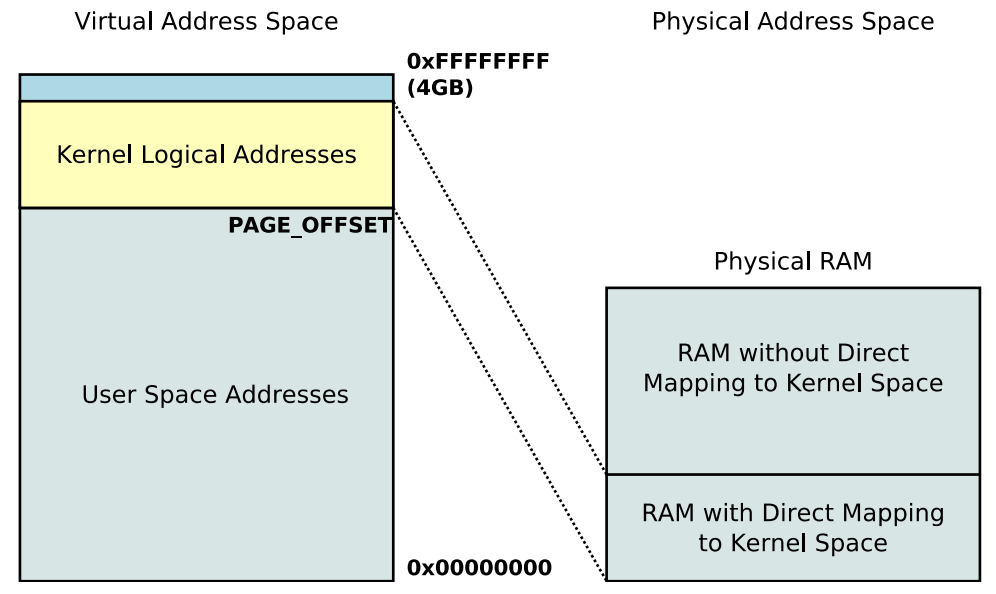 Virtual Address Space
Physical Address Space
0xFFFFFFFF
(4GB)
Kernel Logical Addresses
PAGE_OFFSET
Physical RAM
RAM without Direct
Mapping to Kernel Space
User Space Addresses
RAM with Direct Mapping
to Kernel Space
0x00000000